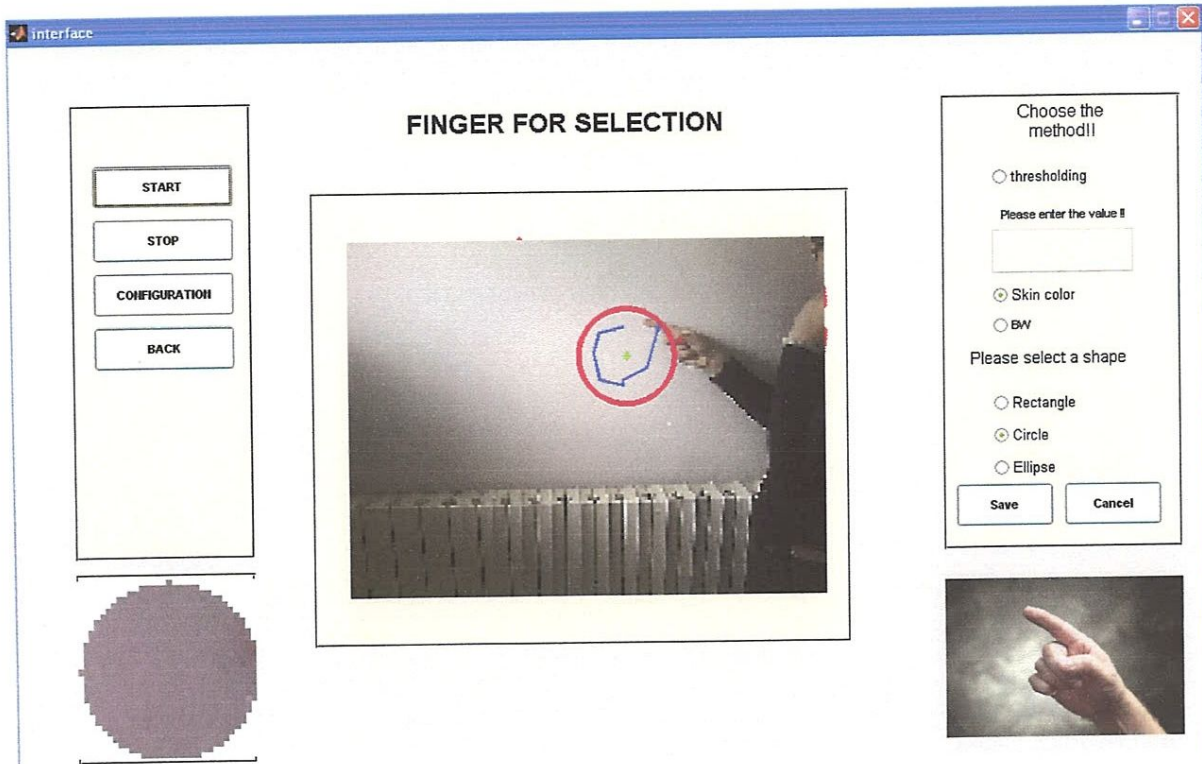 interface
START
STOP
CONFIGURATION
BACK
FINGER FOR SELECTION
Choose the
method!!
thresholding
Please enter the value !!
Skin color
BW
Please select a shape
Rectangle
Circle
Ellipse
Save
Cancel